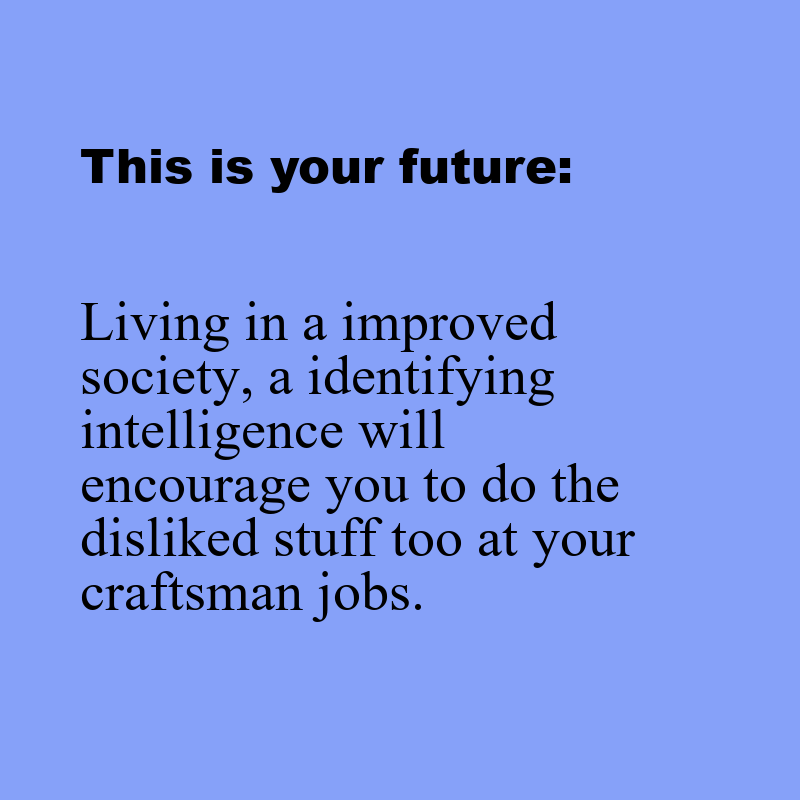 This is your future:
Living in a improved
society, a identifying
intelligence will
encourage you to do the
disliked stuff too at your
craftsman jobs.